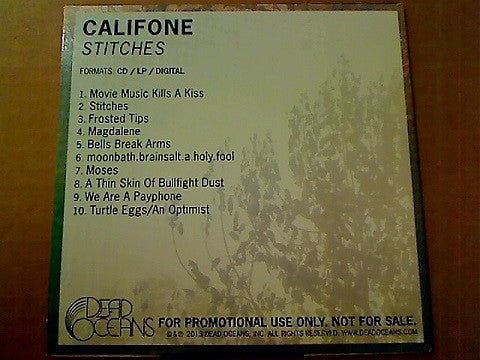 CALIFONE
STITCHES
FORMATS: CD / LP / DIGITAL
1. Movie Music Kills A Kiss
2. Stitches
3. Frosted Tips
4. Magdalene
5. Bells Break Arms
6. moonbath.brainsalt.a.holy.fool
7. Moses
8. A Thin Skin Of Bullfight Dust
9. We Are A Payphone
10. Turtle Eggs/An Optimist
DEAD
OCEANS
FOR PROMOTIONAL USE ONLY, NOT FOR SALE.
℗ & © 2013 DEAD OCEANS, INC. ALL RIGHTS RESERVED. WWW.DEADOCEANS.COM